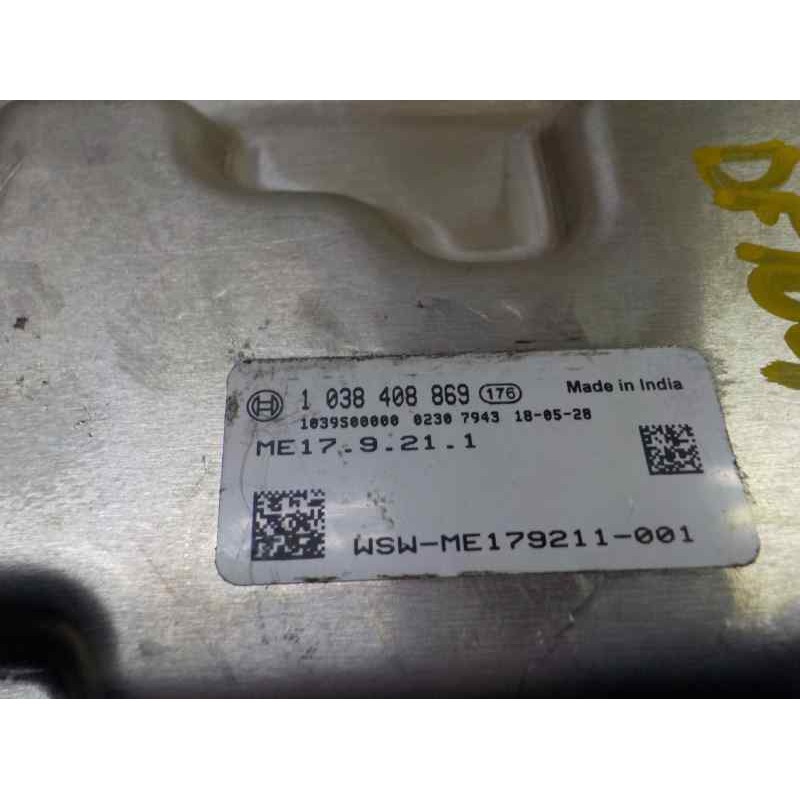 1 038 408 869 176 Made in India
1039S00000 0230 7943 18-05-28
ME17.9.21.1
WSW-ME179211-001